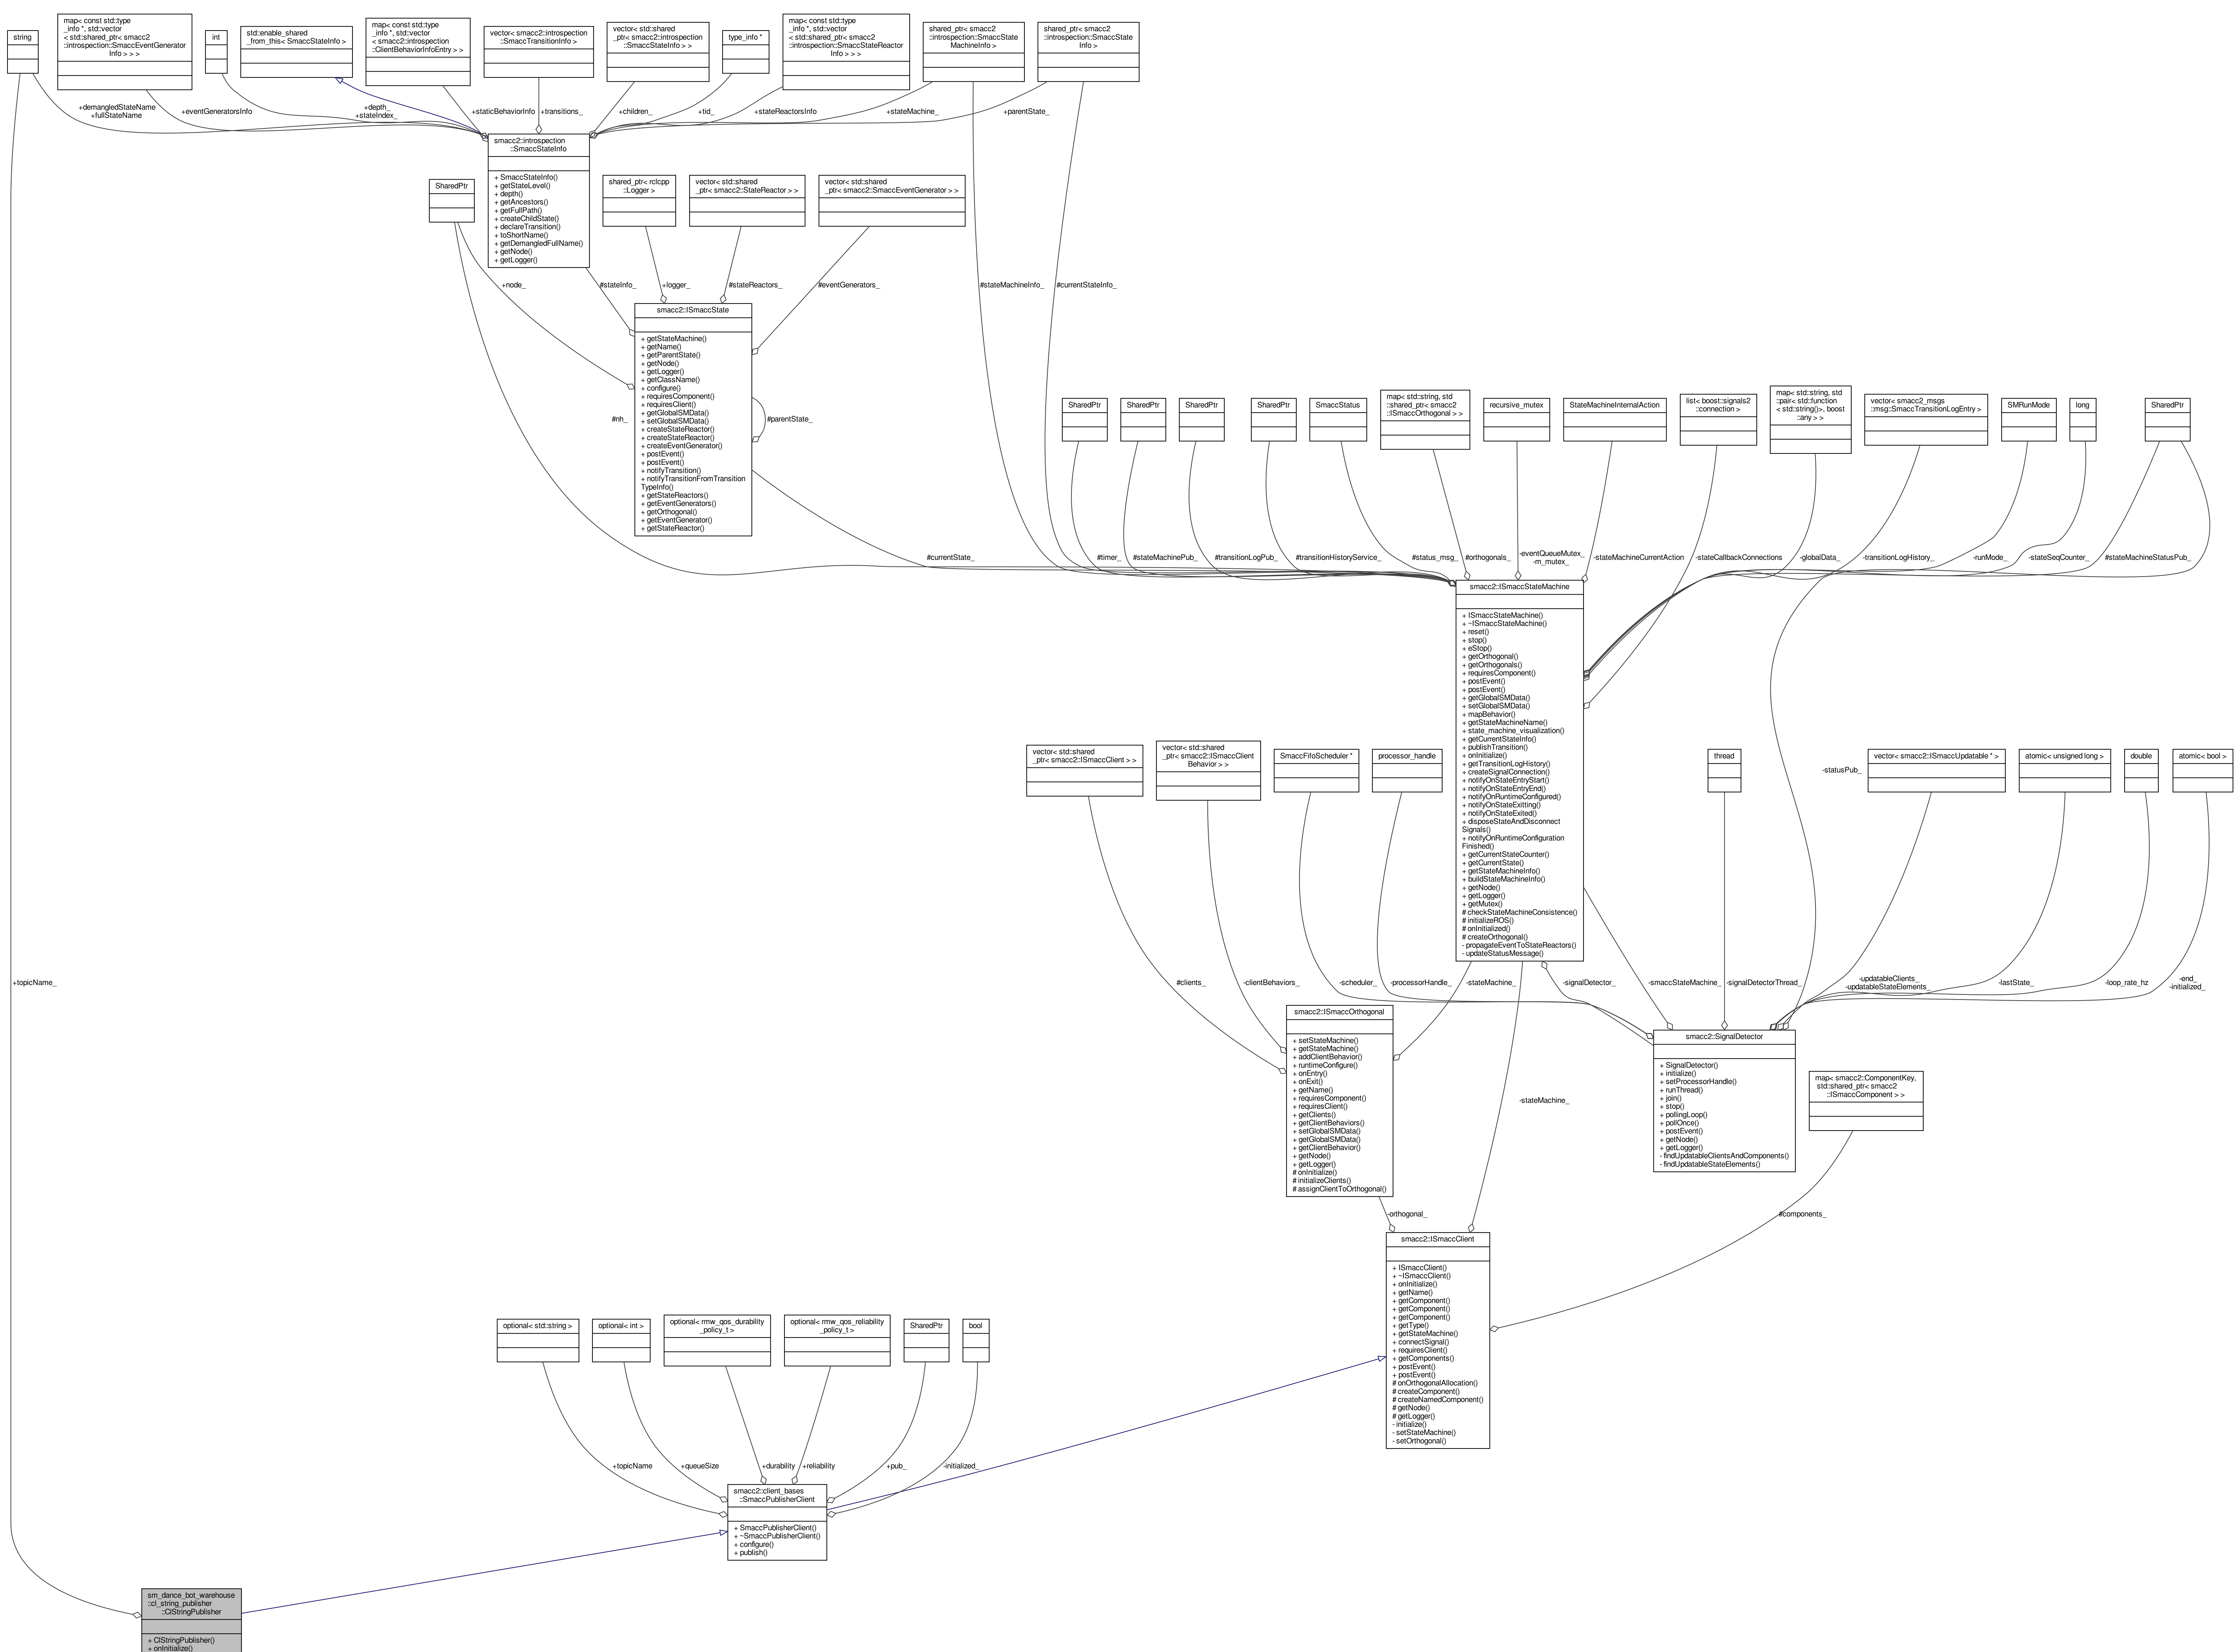 string
map< const std::type
_info *, std::vector
< std::shared_ptr< smacc2
::introspection::SmaccEventGenerator
Info > > >
int
std::enable_shared
_from_this< SmaccStateInfo >
map< const std::type
_info *, std::vector
< smacc2::introspection
::ClientBehaviorInfoEntry > >
vector< smacc2::introspection
::SmaccTransitionInfo >
vector< std::shared
_ptr< smacc2::introspection
::SmaccStateInfo > >
type_info *
map< const std::type
_info *, std::vector
< std::shared_ptr< smacc2
::introspection::SmaccStateReactor
Info > > >
shared_ptr< smacc2
::introspection::SmaccState
MachineInfo >
shared_ptr< smacc2
::introspection::SmaccState
Info >
+demangledStateName
+fullStateName
+eventGeneratorsInfo
+depth_
+stateIndex_
+staticBehaviorInfo
+transitions_
+children_
+tid_
+stateReactorsInfo
+stateMachine_
+parentState_
smacc2::introspection
::SmaccStateInfo
+ SmaccStateInfo()
+ getStateLevel()
+ depth()
+ getAncestors()
+ getFullPath()
+ createChildState()
+ declareTransition()
+ toShortName()
+ getDemangledFullName()
+ getNode()
+ getLogger()
SharedPtr
shared_ptr< rclcpp
::Logger >
vector< std::shared
_ptr< smacc2::StateReactor > >
vector< std::shared
_ptr< smacc2::SmaccEventGenerator > >
+node_
#stateInfo_
+logger_
#stateReactors_
#eventGenerators_
#stateMachineInfo_
#currentStateInfo_
smacc2::ISmaccState
+ getStateMachine()
+ getName()
+ getParentState()
+ getNode()
+ getLogger()
+ getClassName()
+ configure()
+ requiresComponent()
+ requiresClient()
+ getGlobalSMData()
+ setGlobalSMData()
+ createStateReactor()
+ createStateReactor()
+ createEventGenerator()
+ postEvent()
+ postEvent()
+ notifyTransition()
+ notifyTransitionFromTransition
TypeInfo()
+ getStateReactors()
+ getEventGenerators()
+ getOrthogonal()
+ getEventGenerator()
+ getStateReactor()
#nh_
#parentState_
SharedPtr
SharedPtr
SharedPtr
SharedPtr
SmaccStatus
map< std::string, std
::shared_ptr< smacc2
::ISmaccOrthogonal > >
recursive_mutex
StateMachineInternalAction
list< boost::signals2
::connection >
map< std::string, std
::pair< std::function
< std::string()>, boost
::any > >
vector< smacc2_msgs
::msg::SmaccTransitionLogEntry >
SMRunMode
long
SharedPtr
#currentState_
#timer_
#stateMachinePub_
#transitionLogPub_
#transitionHistoryService_
#status_msg_
#orthogonals_
-eventQueueMutex_
-m_mutex_
-stateMachineCurrentAction
-stateCallbackConnections
-globalData_
-transitionLogHistory_
-runMode_
-stateSeqCounter_
#stateMachineStatusPub_
smacc2::ISmaccStateMachine
+ ISmaccStateMachine()
+ ~ISmaccStateMachine()
+ reset()
+ stop()
+ eStop()
+ getOrthogonal()
+ getOrthogonals()
+ requiresComponent()
+ postEvent()
+ postEvent()
+ getGlobalSMData()
+ setGlobalSMData()
+ mapBehavior()
+ getStateMachineName()
+ state_machine_visualization()
+ getCurrentStateInfo()
+ publishTransition()
+ onInitialize()
+ getTransitionLogHistory()
+ createSignalConnection()
+ notifyOnStateEntryStart()
+ notifyOnStateEntryEnd()
+ notifyOnRuntimeConfigured()
+ notifyOnStateExitting()
+ notifyOnStateExited()
+ disposeStateAndDisconnect
Signals()
+ notifyOnRuntimeConfiguration
Finished()
+ getCurrentStateCounter()
+ getCurrentState()
+ getStateMachineInfo()
+ buildStateMachineInfo()
+ getNode()
+ getLogger()
+ getMutex()
# checkStateMachineConsistence()
# initializeROS()
# onInitialized()
# createOrthogonal()
- propagateEventToStateReactors()
- updateStatusMessage()
vector< std::shared
_ptr< smacc2::ISmaccClient > >
vector< std::shared
_ptr< smacc2::ISmaccClient
Behavior > >
SmaccFifoScheduler *
processor_handle
thread
-statusPub_
vector< smacc2::ISmaccUpdatable * >
atomic< unsigned long >
double
atomic< bool >
+topicName_
#clients_
-clientBehaviors_
-scheduler_
-processorHandle_
-stateMachine_
-signalDetector_
-smaccStateMachine_
-signalDetectorThread_
-updatableClients_
-updatableStateElements_
-lastState_
-loop_rate_hz
-end_
-initialized_
smacc2::ISmaccOrthogonal
+ setStateMachine()
+ getStateMachine()
+ addClientBehavior()
+ runtimeConfigure()
+ onEntry()
+ onExit()
+ getName()
+ requiresComponent()
+ requiresClient()
+ getClients()
+ getClientBehaviors()
+ setGlobalSMData()
+ getGlobalSMData()
+ getClientBehavior()
+ getNode()
+ getLogger()
# onInitialize()
# initializeClients()
# assignClientToOrthogonal()
smacc2::SignalDetector
+ SignalDetector()
+ initialize()
+ setProcessorHandle()
+ runThread()
+ join()
+ stop()
+ pollingLoop()
+ pollOnce()
+ postEvent()
+ getNode()
+ getLogger()
- findUpdatableClientsAndComponents()
- findUpdatableStateElements()
map< smacc2::ComponentKey,
std::shared_ptr< smacc2
::ISmaccComponent > >
-stateMachine_
-orthogonal_
#components_
smacc2::ISmaccClient
+ ISmaccClient()
+ ~ISmaccClient()
+ onInitialize()
+ getName()
+ getComponent()
+ getComponent()
+ getComponent()
+ getType()
+ getStateMachine()
+ connectSignal()
+ requiresClient()
+ getComponents()
+ postEvent()
+ postEvent()
# onOrthogonalAllocation()
# createComponent()
# createNamedComponent()
# getNode()
# getLogger()
- initialize()
- setStateMachine()
- setOrthogonal()
optional< std::string >
optional< int >
optional< rmw_qos_durability
_policy_t >
optional< rmw_qos_reliability
_policy_t >
SharedPtr
bool
+topicName
+queueSize
+durability
+reliability
+pub_
-initialized_
smacc2::client_bases
::SmaccPublisherClient
+ SmaccPublisherClient()
+ ~SmaccPublisherClient()
+ configure()
+ publish()
sm_dance_bot_warehouse
::cl_string_publisher
::ClStringPublisher
+ ClStringPublisher()
+ onInitialize()